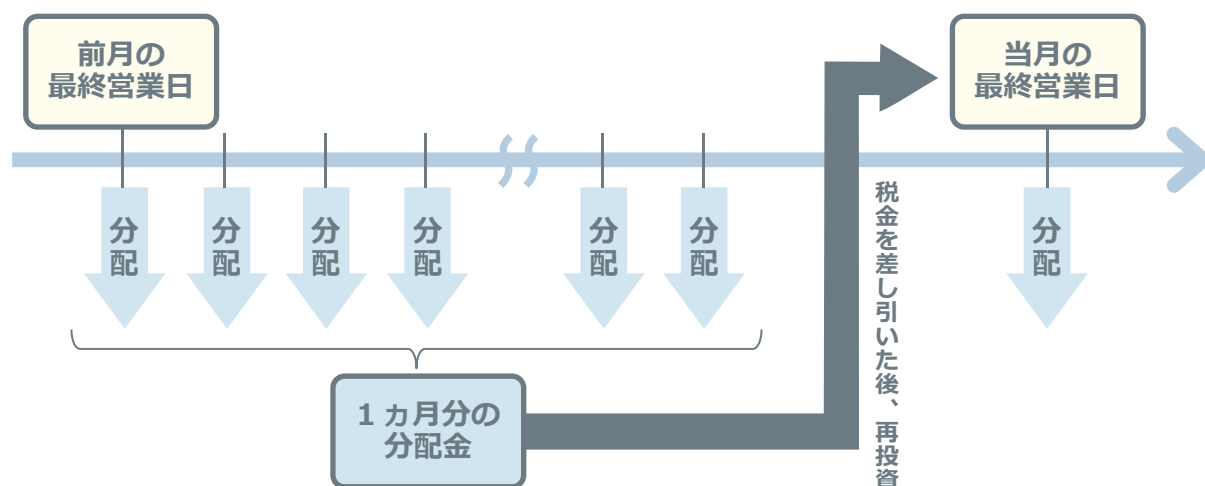 前月の
最終営業日
当月の
最終営業日
分配
分配
分配
分配
分配
分配
分配
税金を差し引いた後、再投資
1ヵ月分の
分配金